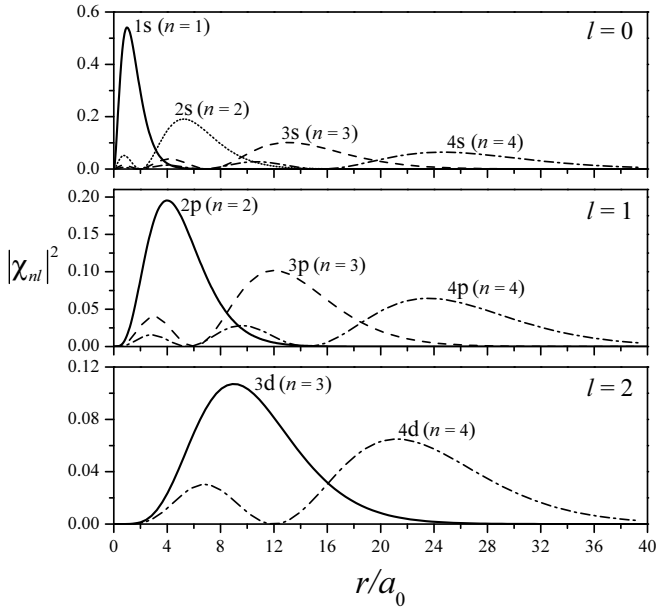 0.6
1s (n = 1)
l = 0
0.4
2s (n = 2)
0.2
3s (n = 3)
4s (n = 4)
0.0
0.20
2p (n = 2)
l = 1
0.15
|χnl|²
0.10
3p (n = 3)
4p (n = 4)
0.05
0.00
0.12
3d (n = 3)
l = 2
0.08
4d (n = 4)
0.04
0.00
0 4 8 12 16 20 24 28 32 36 40
r/a0